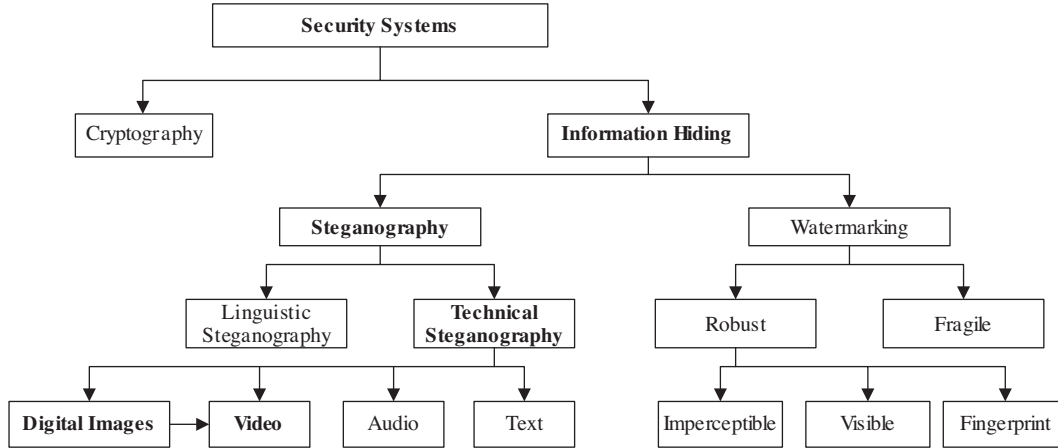 Security Systems
Cryptography
Information Hiding
Steganography
Watermarking
Linguistic
Steganography
Technical
Steganography
Robust
Fragile
Digital Images
Video
Audio
Text
Imperceptible
Visible
Fingerprint